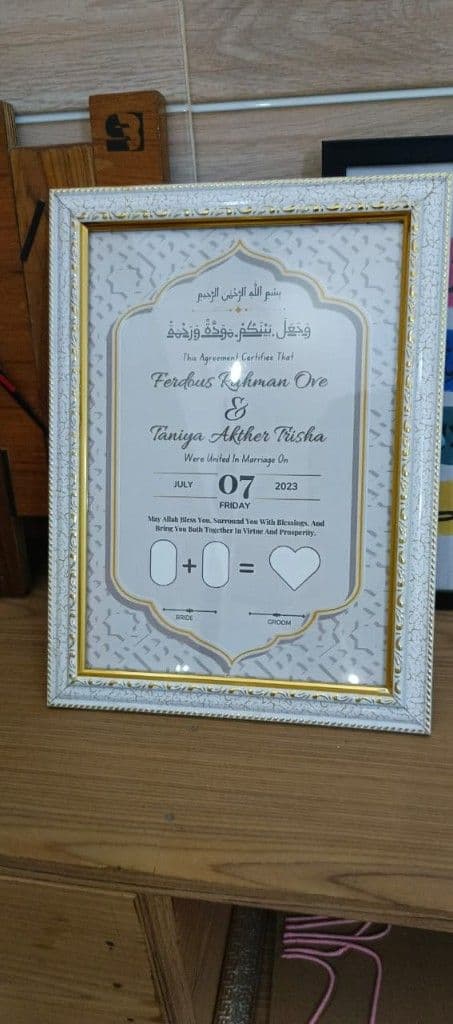 بسم الله الرحمن الرحيم
وَجَعَلَ بَيْنَكُمْ مَوَدَّةً وَرَحْمَةً
This Agreement Certifies That
Ferdous Rahman Ove
&
Taniya Akther Trisha
Were United In Marriage On
JULY 07 2023
FRIDAY
May Allah Bless You, Surround You With Blessings, And
Bring You Both Together In Virtue And Prosperity.
+ =
BRIDE GROOM